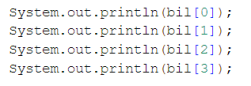 System.out.println(bil[0]);
System.out.println(bil[1]);
System.out.println(bil[2]);
System.out.println(bil[3]);